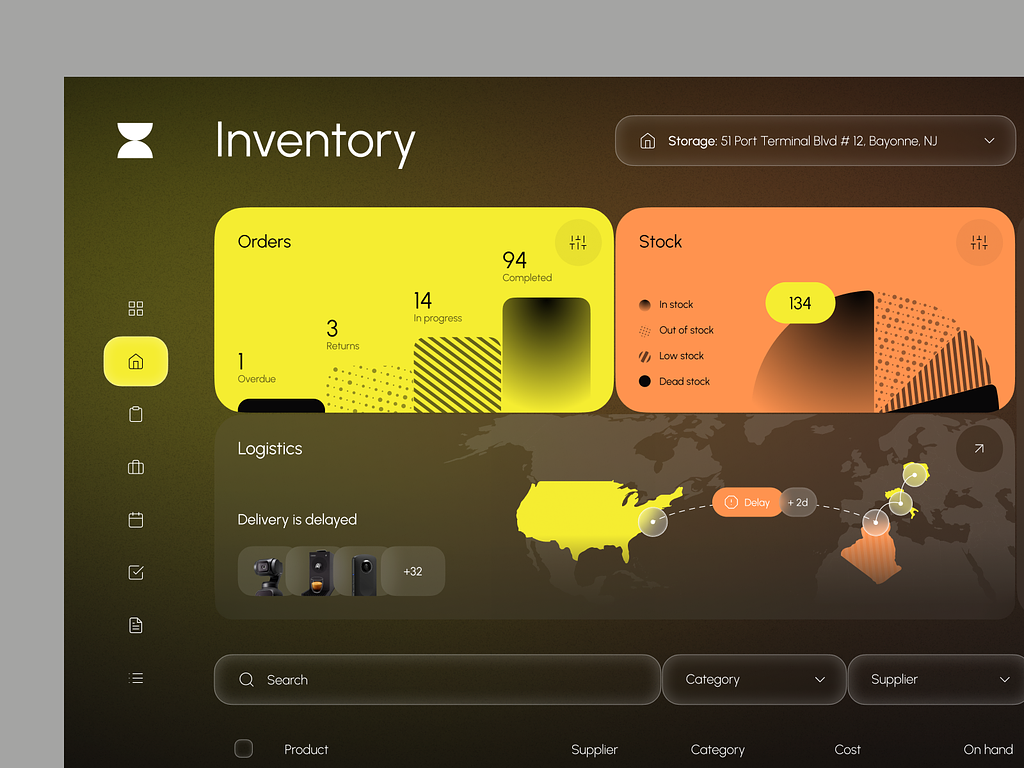 Inventory
Storage: 51 Port Terminal Blvd # 12, Bayonne, NJ
Orders
94
Completed
14
In progress
3
Returns
1
Overdue
Stock
134
In stock
Out of stock
Low stock
Dead stock
Logistics
Delay
+ 2d
Delivery is delayed
+32
Search
Category
Supplier
Product
Supplier
Category
Cost
On hand